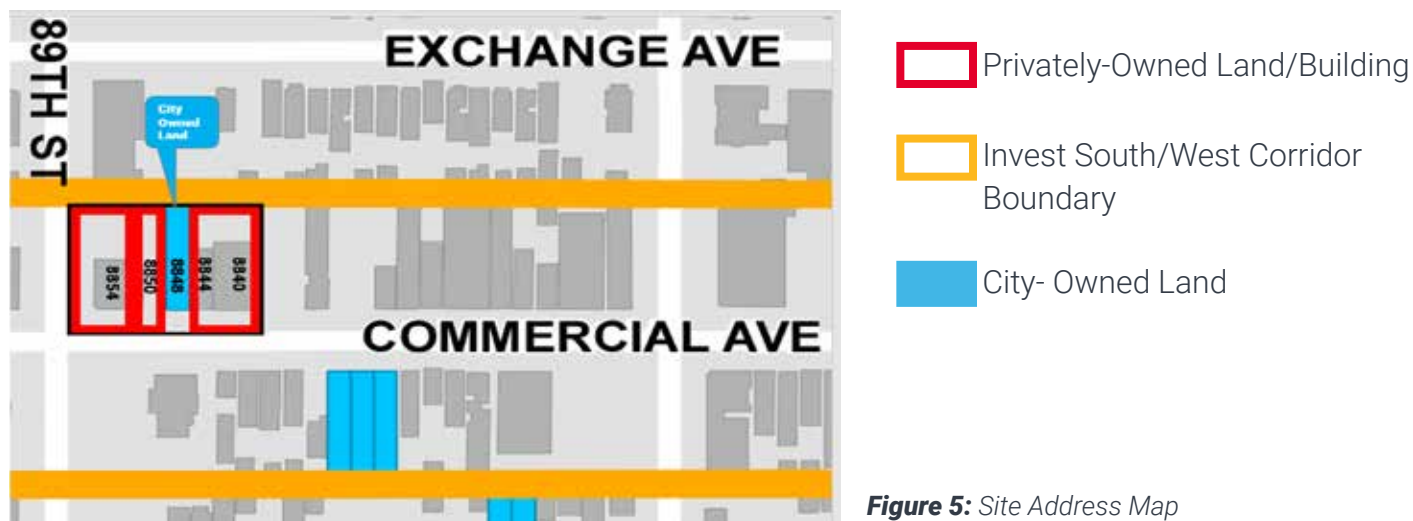 89TH ST
EXCHANGE AVE
City
Owned
Land
8854
8850
8848
8844
8840
COMMERCIAL AVE
Privately-Owned Land/Building
Invest South/West Corridor
Boundary
City- Owned Land
Figure 5: Site Address Map